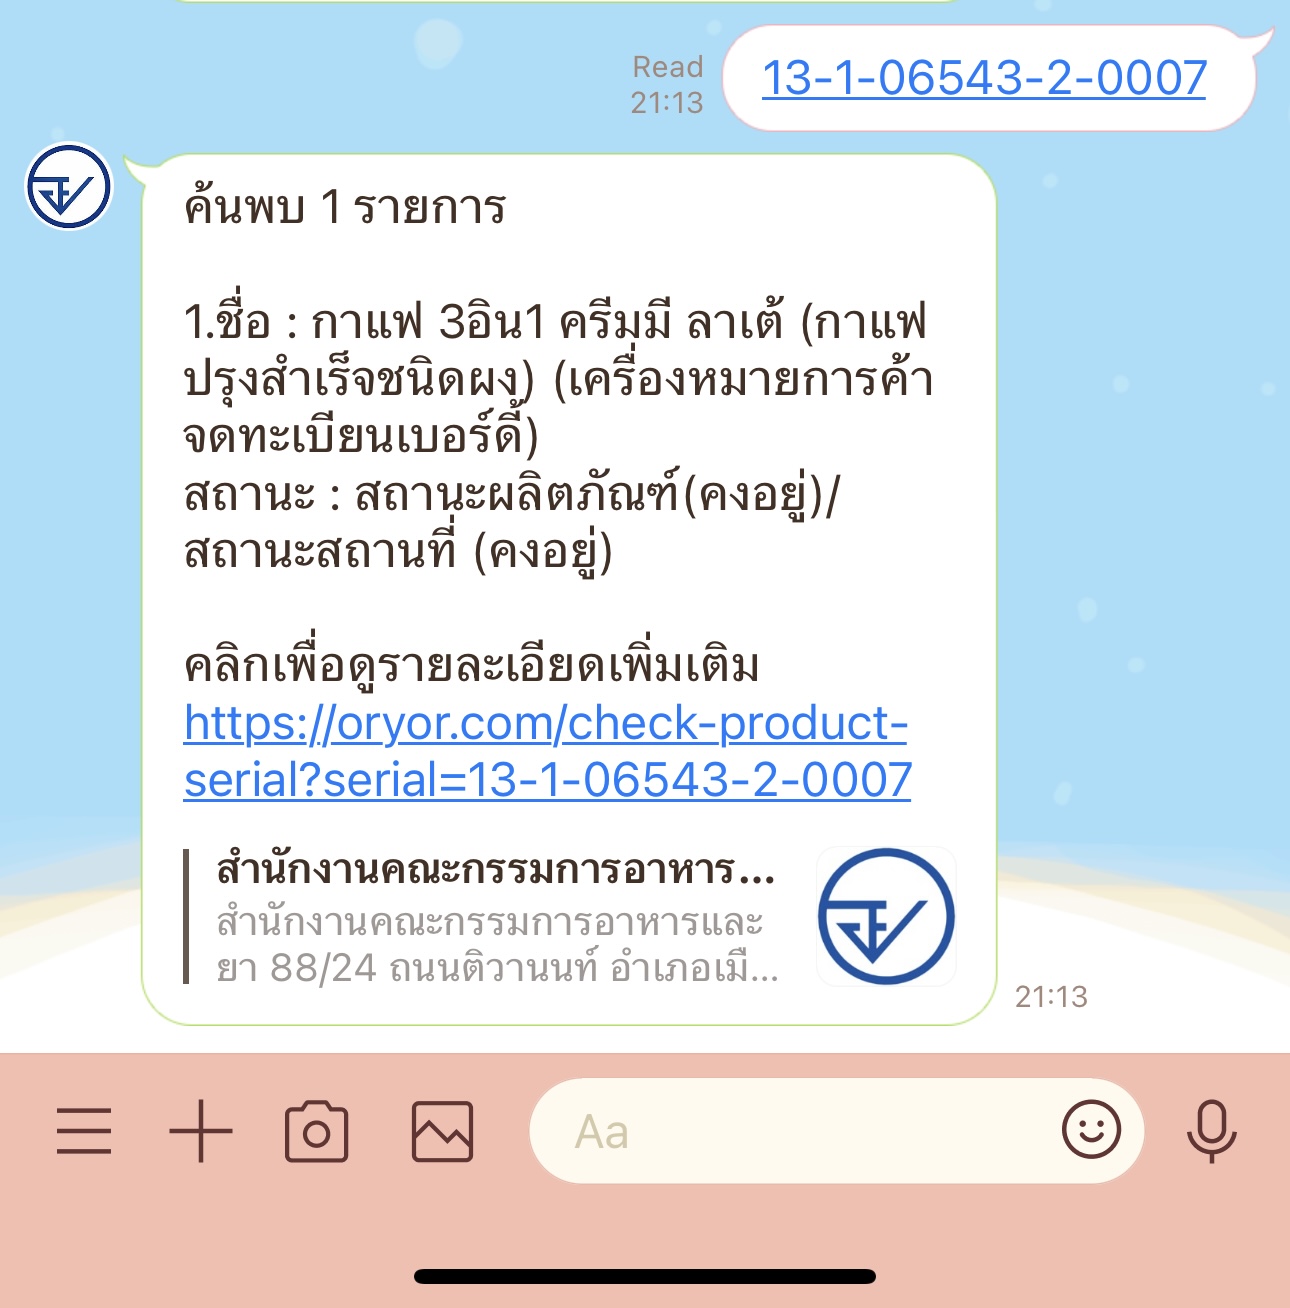 Read
21:13
13-1-06543-2-0007
ค้นพบ 1 รายการ
1.ชื่อ : กาแฟ 3อิน1 ครีมมี ลาเต้ (กาแฟ
ปรุงสำเร็จชนิดผง) (เครื่องหมายการค้า
จดทะเบียนเบอร์ดี้)
สถานะ : สถานะผลิตภัณฑ์(คงอยู่)/
สถานะสถานที่ (คงอยู่)
คลิกเพื่อดูรายละเอียดเพิ่มเติม
https://oryor.com/check-product-
serial?serial=13-1-06543-2-0007
สำนักงานคณะกรรมการอาหาร...
สำนักงานคณะกรรมการอาหารและ
ยา 88/24 ถนนติวานนท์ อำเภอเมื...
21:13
Aa